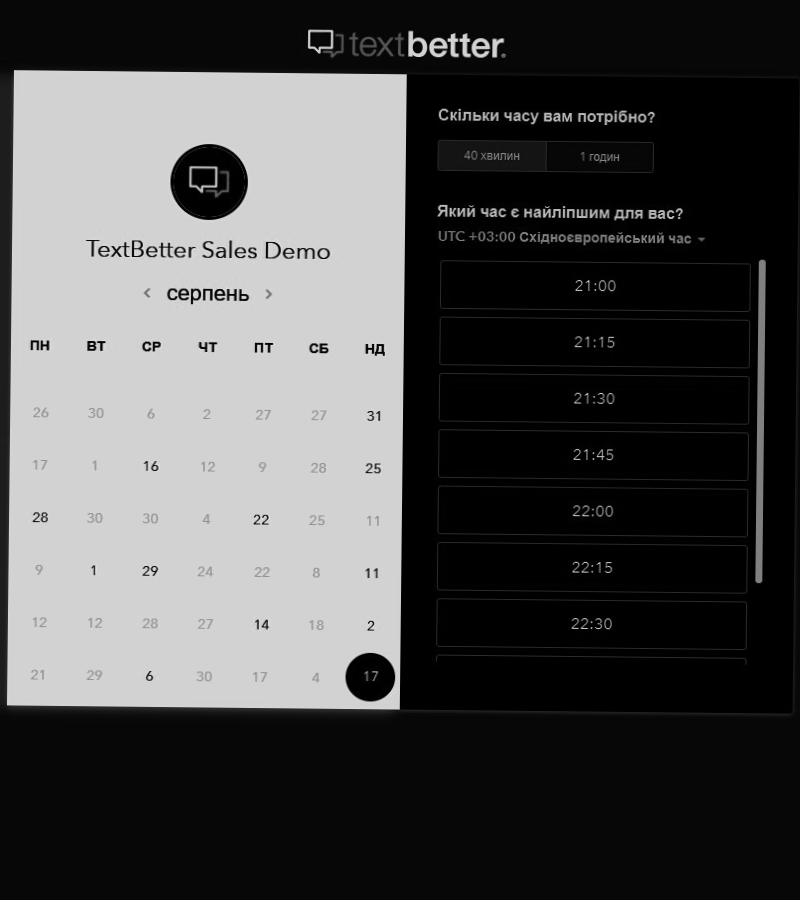 textbetter.
TextBetter Sales Demo
серпень
ПН ВТ СР ЧТ ПТ СБ НД
26 30 6 2 27 27 31
17 1 16 12 9 28 25
28 30 30 4 22 25 11
9 1 29 24 22 8 11
12 12 28 27 14 18 2
21 29 6 30 17 4 17
Скільки часу вам потрібно?
40 хвилин 1 годин
Який час є найліпшим для вас?
UTC +03:00 Східноєвропейський час
21:00
21:15
21:30
21:45
22:00
22:15
22:30